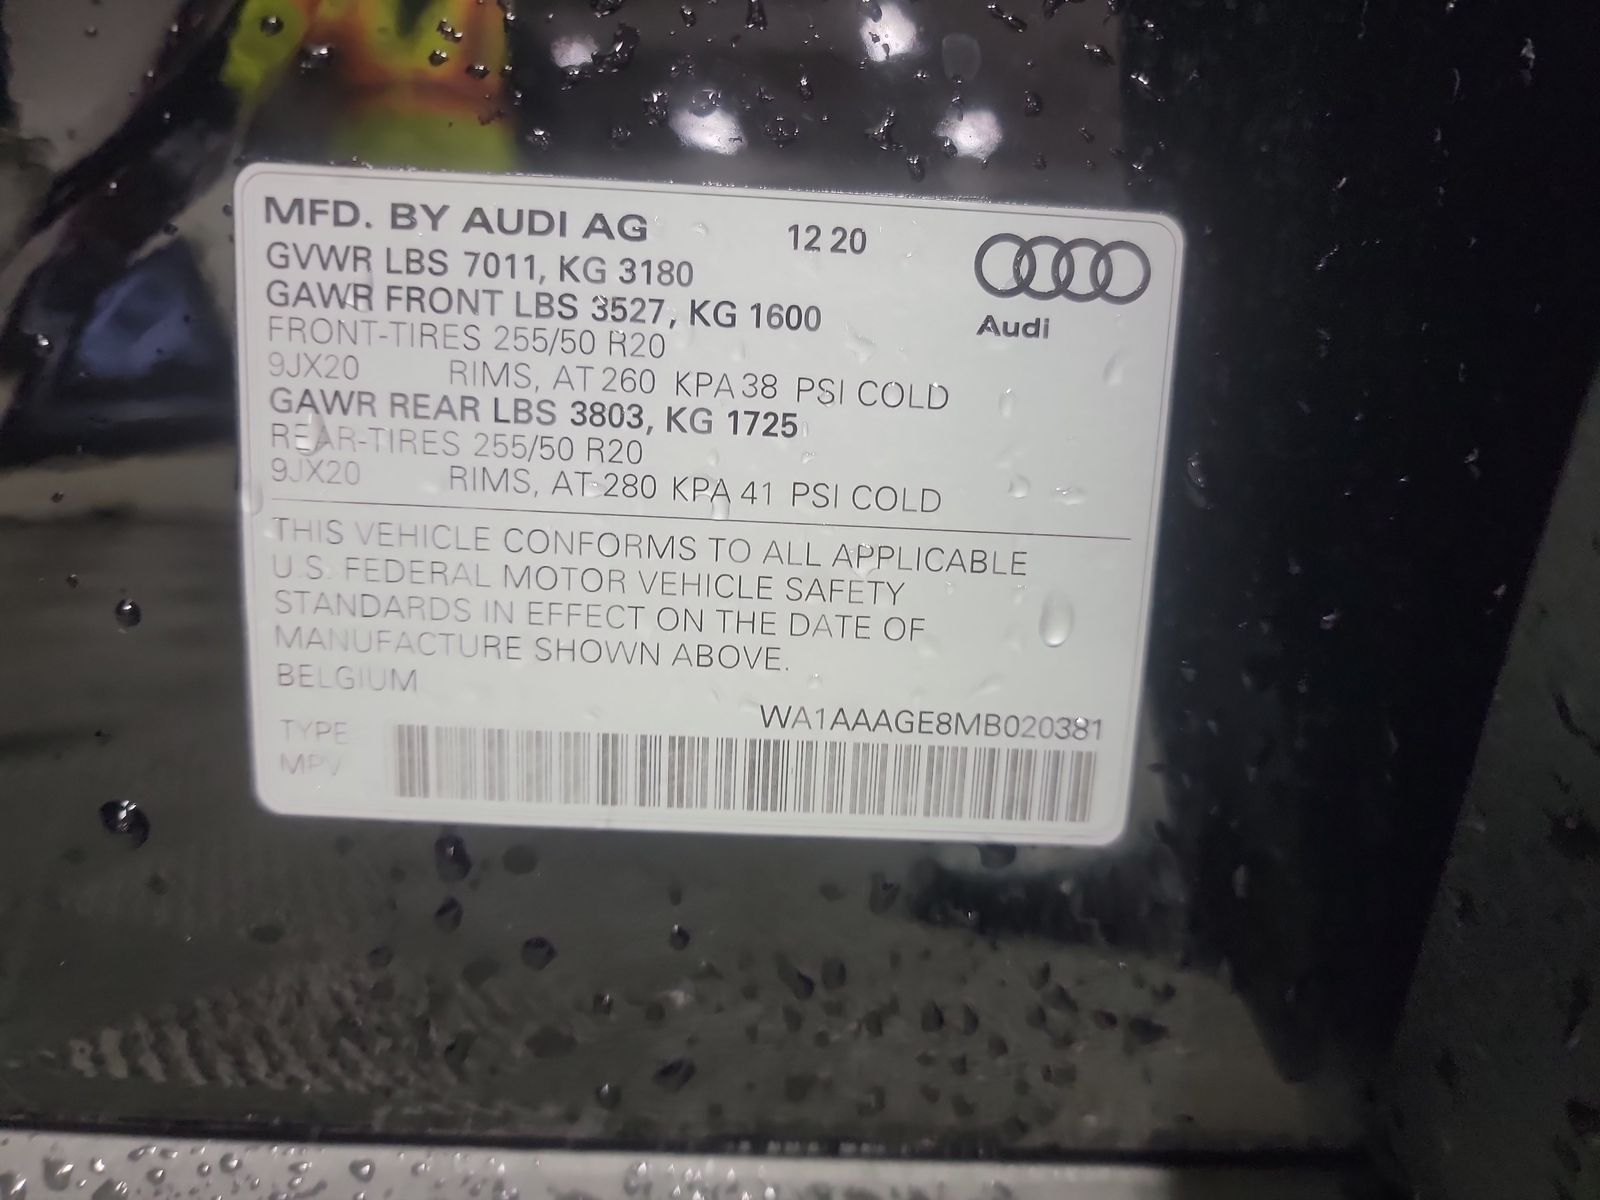 MFD. BY AUDI AG 12 20
GVWR LBS 7011, KG 3180
GAWR FRONT LBS 3527, KG 1600
Audi
FRONT-TIRES 255/50 R20
9JX20 RIMS, AT 260 KPA 38 PSI COLD
GAWR REAR LBS 3803, KG 1725
REAR-TIRES 255/50 R20
9JX20 RIMS, AT 280 KPA 41 PSI COLD
THIS VEHICLE CONFORMS TO ALL APPLICABLE
U.S. FEDERAL MOTOR VEHICLE SAFETY
STANDARDS IN EFFECT ON THE DATE OF
MANUFACTURE SHOWN ABOVE.
BELGIUM
WA1AAAGE8MB020381
TYPE
MPV